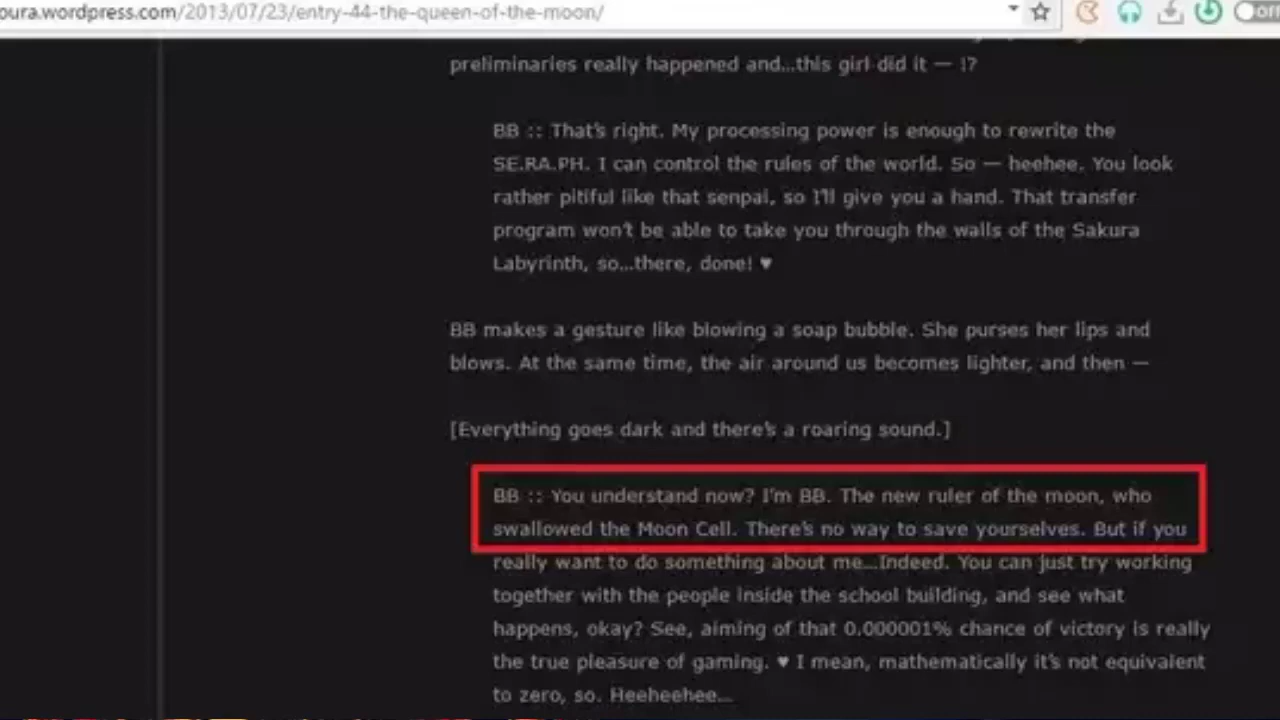 oura.wordpress.com/2013/07/23/entry-44-the-queen-of-the-moon/
off
preliminaries really happened and...this girl did it — !?
BB :: That's right. My processing power is enough to rewrite the
SE.RA.PH. I can control the rules of the world. So — heehee. You look
rather pitiful like that senpai, so I'll give you a hand. That transfer
program won't be able to take you through the walls of the Sakura
Labyrinth, so...there, done! ♥
BB makes a gesture like blowing a soap bubble. She purses her lips and
blows. At the same time, the air around us becomes lighter, and then —
[Everything goes dark and there's a roaring sound.]
BB :: You understand now? I'm BB. The new ruler of the moon, who
swallowed the Moon Cell. There's no way to save yourselves. But if you
really want to do something about me...Indeed. You can just try working
together with the people inside the school building, and see what
happens, okay? See, aiming of that 0.000001% chance of victory is really
the true pleasure of gaming. ♥ I mean, mathematically it's not equivalent
to zero, so. Heeheehee...